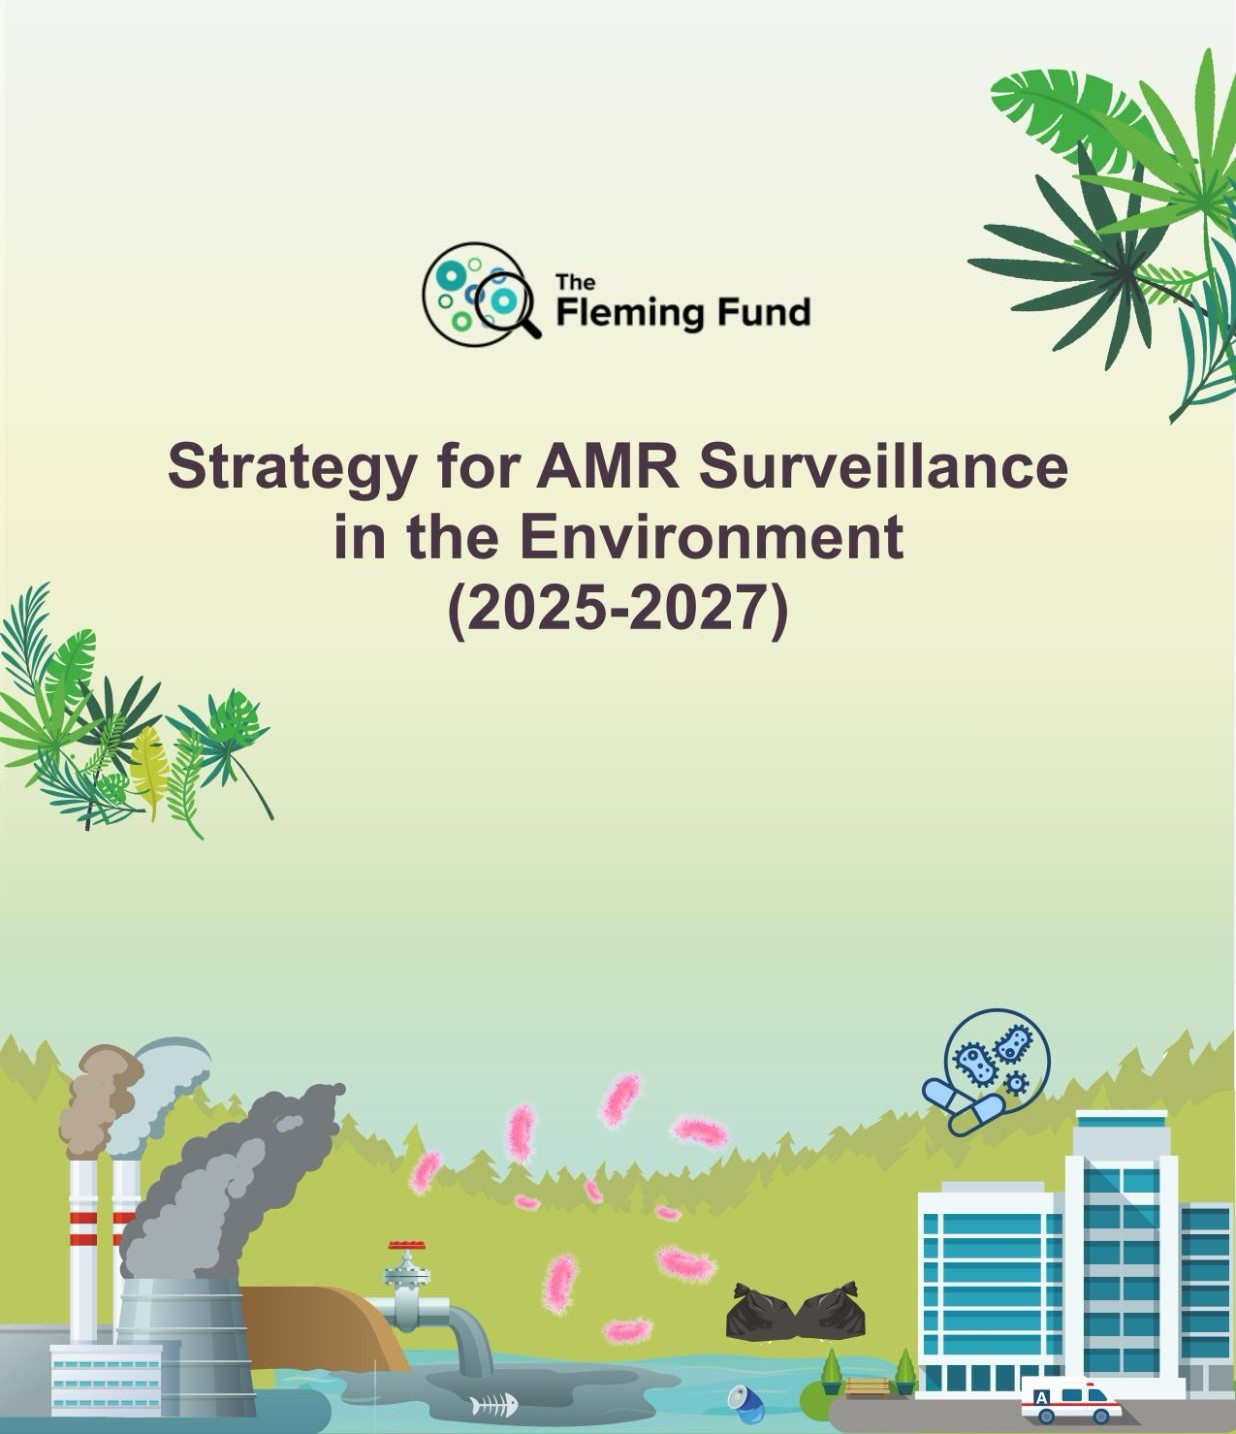 The
Fleming Fund
Strategy for AMR Surveillance
in the Environment
(2025-2027)
A